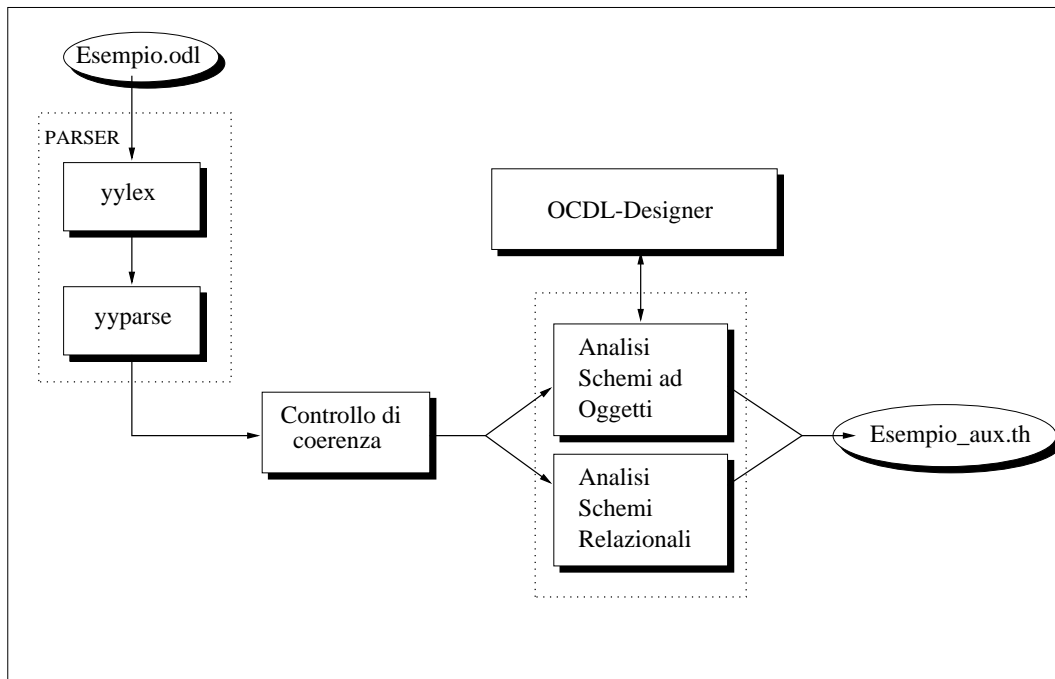 Esempio.odl
PARSER
yylex
yyparse
OCDL-Designer
Controllo di
coerenza
Analisi
Schemi ad
Oggetti
Analisi
Schemi
Relazionali
Esempio_aux.th